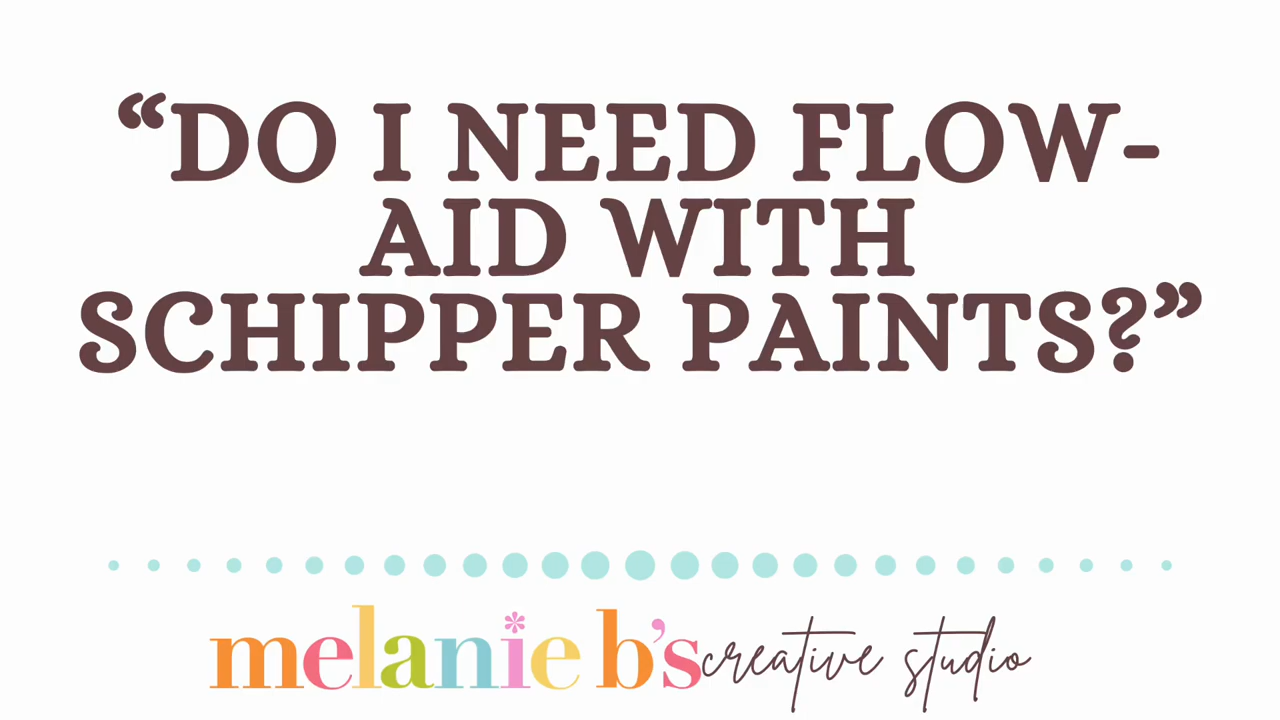 “DO I NEED FLOW-
AID WITH
SCHIPPER PAINTS?”
melanie b’s creative studio